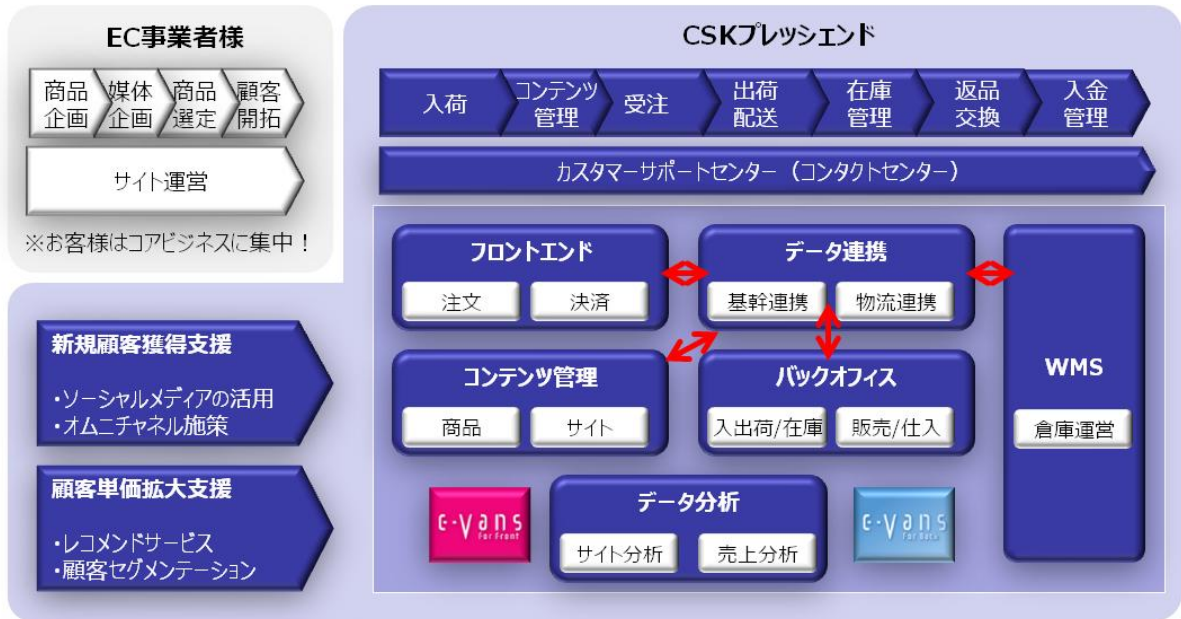 EC事業者様
商品
企画
媒体
企画
商品
選定
顧客
開拓
サイト運営
※お客様はコアビジネスに集中！
CSKプレッシェンド
入荷
コンテンツ
管理
受注
出荷
配送
在庫
管理
返品
交換
入金
管理
カスタマーサポートセンター（コンタクトセンター）
新規顧客獲得支援
・ソーシャルメディアの活用
・オムニチャネル施策
顧客単価拡大支援
・レコメンドサービス
・顧客セグメンテーション
フロントエンド
注文
決済
データ連携
基幹連携
物流連携
コンテンツ管理
商品
サイト
バックオフィス
入出荷/在庫
販売/仕入
WMS
倉庫運営
データ分析
サイト分析
売上分析
e-vans
For Front
e-vans
For Back